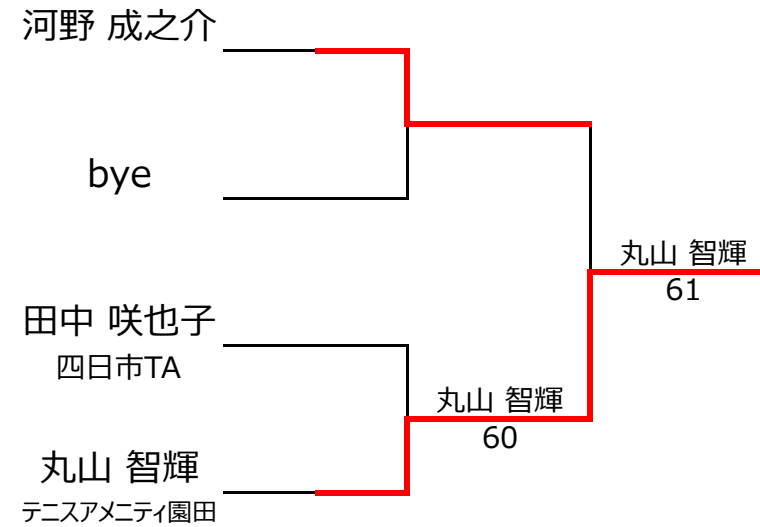 河野 成之介
bye
田中 咲也子
四日市TA
丸山 智輝
テニスアメニティ園田
丸山 智輝
60
丸山 智輝
61